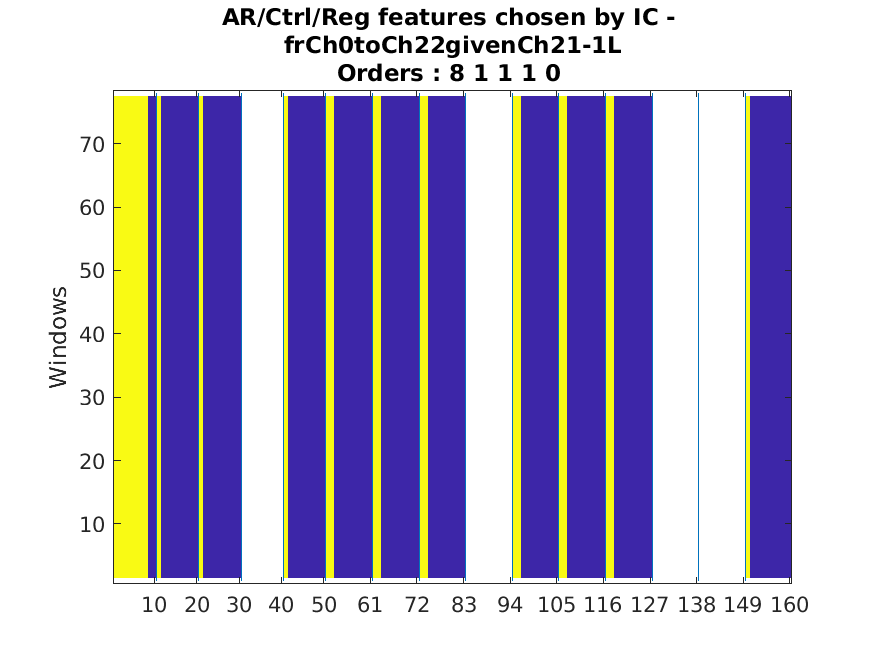 AR/Ctrl/Reg features chosen by IC -
frCh0toCh22givenCh21-1L
Orders : 8 1 1 1 0
Windows
70
60
50
40
30
20
10
10 20 30 40 50 61 72 83 94 105 116 127 138 149 160